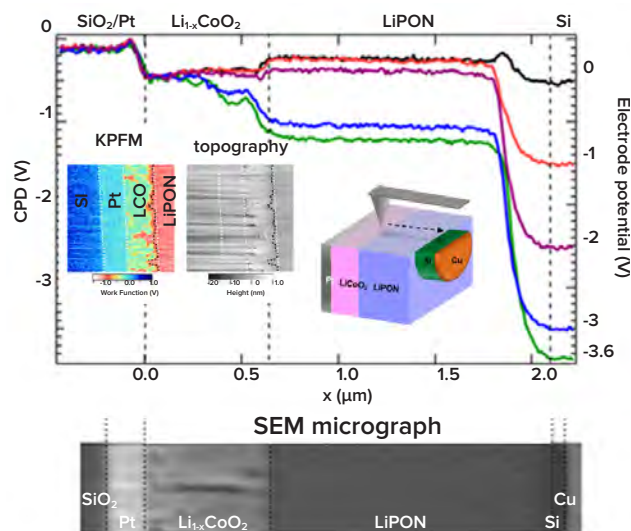 SiO₂/Pt Li₁₋ₓCoO₂ LiPON Si
0
-1
-2
-3
CPD (V)
0
-1
-2
-3
-3.6
Electrode potential (V)
KPFM
topography
Si
Pt
LCO
LiPON
-1.0 0.0 1.0
Work Function (V)
-20 -10 0 1.0
Height (nm)
LiCoO₂
LiPON
Si
Cu
0.0 0.5 1.0 1.5 2.0
x (μm)
SEM micrograph
SiO₂
Pt
Li₁₋ₓCoO₂
LiPON
Si
Cu